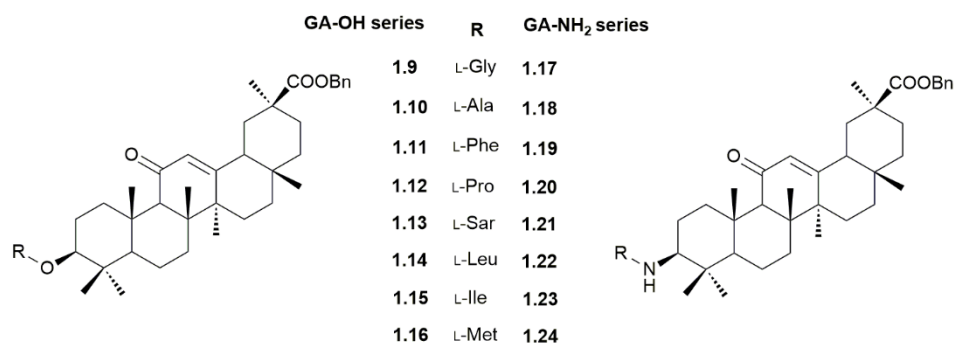 GA-OH series R GA-NH2 series
1.9 L-Gly 1.17
1.10 L-Ala 1.18
1.11 L-Phe 1.19
1.12 L-Pro 1.20
1.13 L-Sar 1.21
1.14 L-Leu 1.22
1.15 L-Ile 1.23
1.16 L-Met 1.24
COOBn
O
R
O
COOBn
O
R
N
H